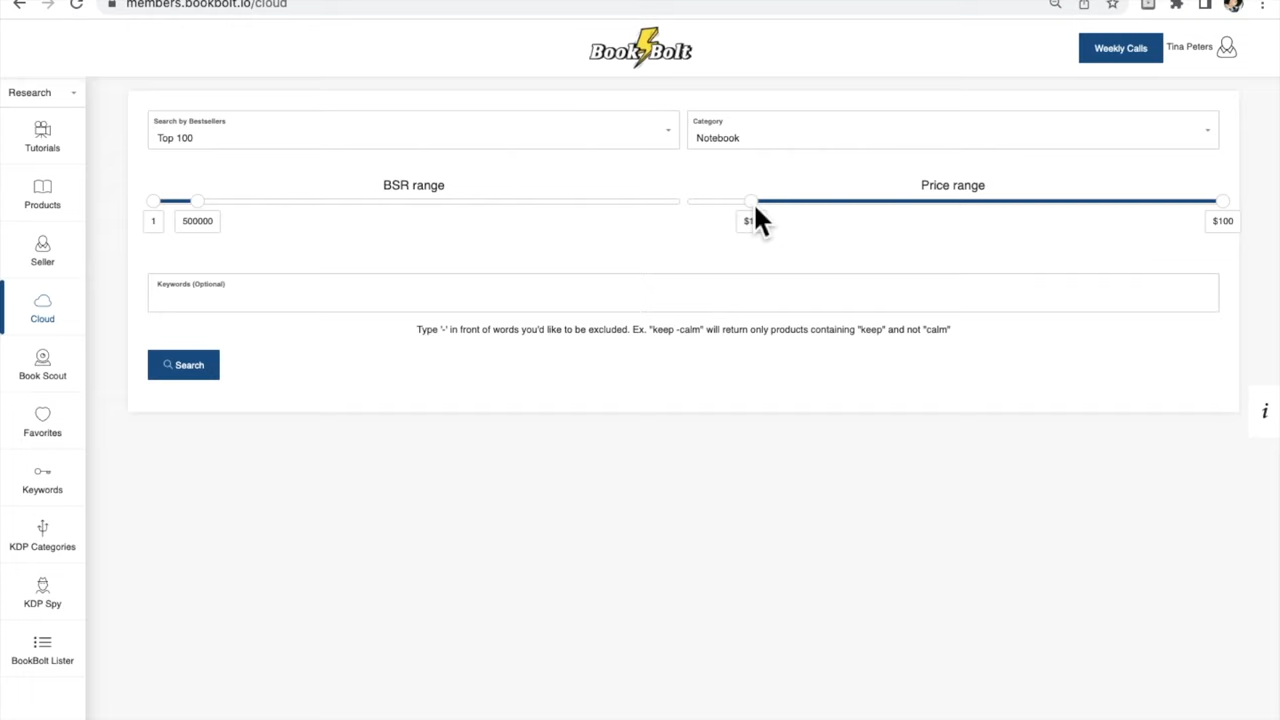 members.bookbolt.io/cloud
Book Bolt
Weekly Calls
Tina Peters
Research
Tutorials
Products
Seller
Cloud
Book Scout
Favorites
Keywords
KDP Categories
KDP Spy
BookBolt Lister
Search by Bestsellers
Top 100
Category
Notebook
BSR range
Price range
1
500000
$100
Keywords (Optional)
Type '-' in front of words you'd like to be excluded. Ex. "keep -calm" will return only products containing "keep" and not "calm"
Search
i